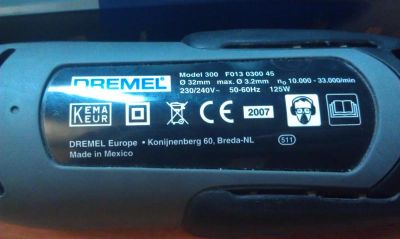 DREMEL
Model 300 F013 0300 45
Ø 32mm max. Ø 3.2mm n₀ 10.000 - 33.000/min
230/240V~ 50-60Hz 125W
KEMA
KEUR
CE
2007
DREMEL Europe • Konijnenberg 60, Breda-NL
Made in Mexico
S11